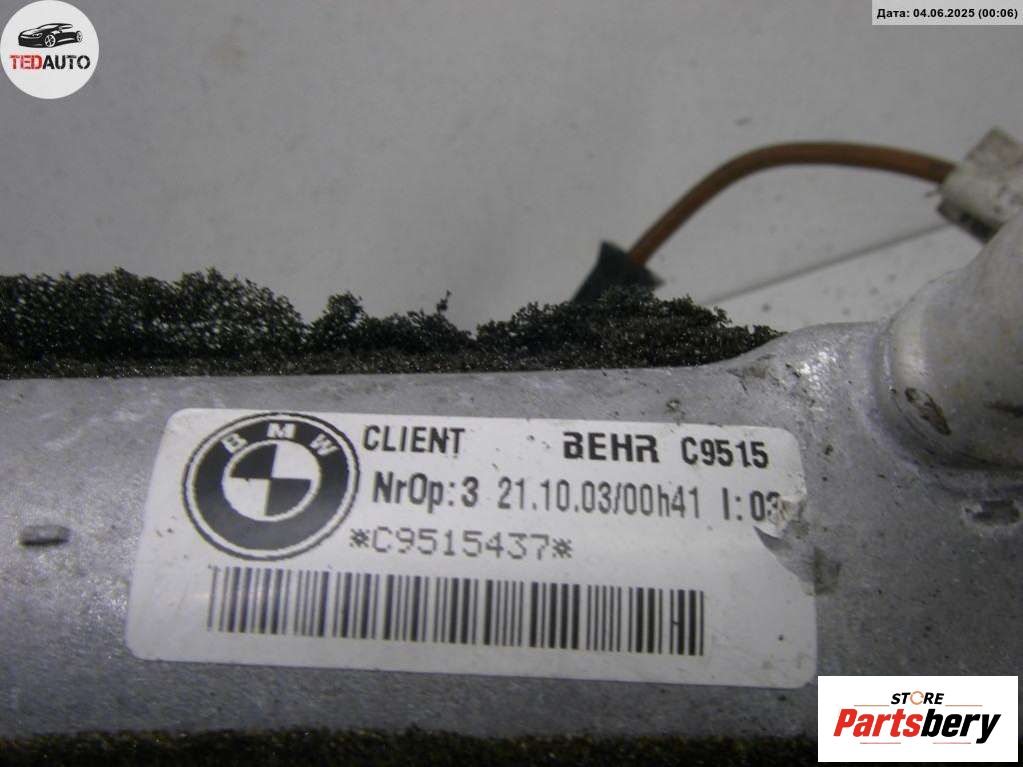 TEDAUTO
Дата: 04.06.2025 (00:06)
BMW
CLIENT BEHR C9515
NrOp:3 21.10.03/00h41 I:03
*C9515437*
STORE
Partsbery